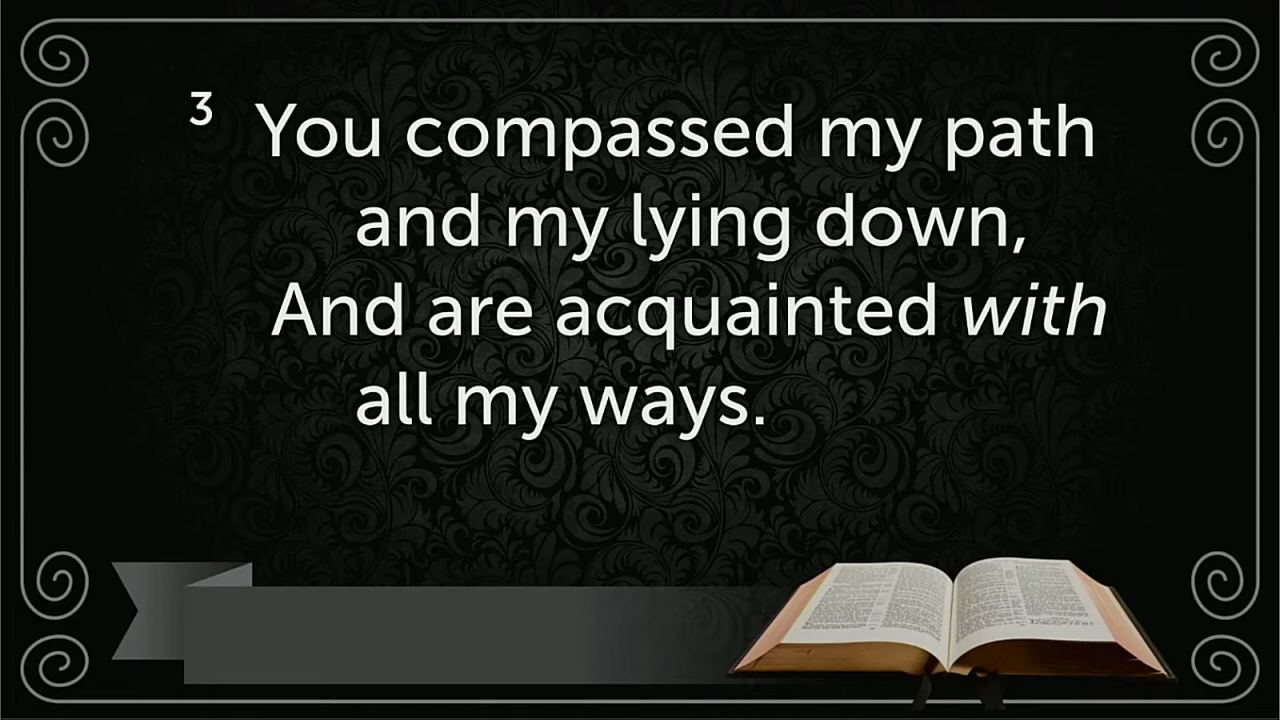 3 You compassed my path
and my lying down,
And are acquainted with
all my ways.